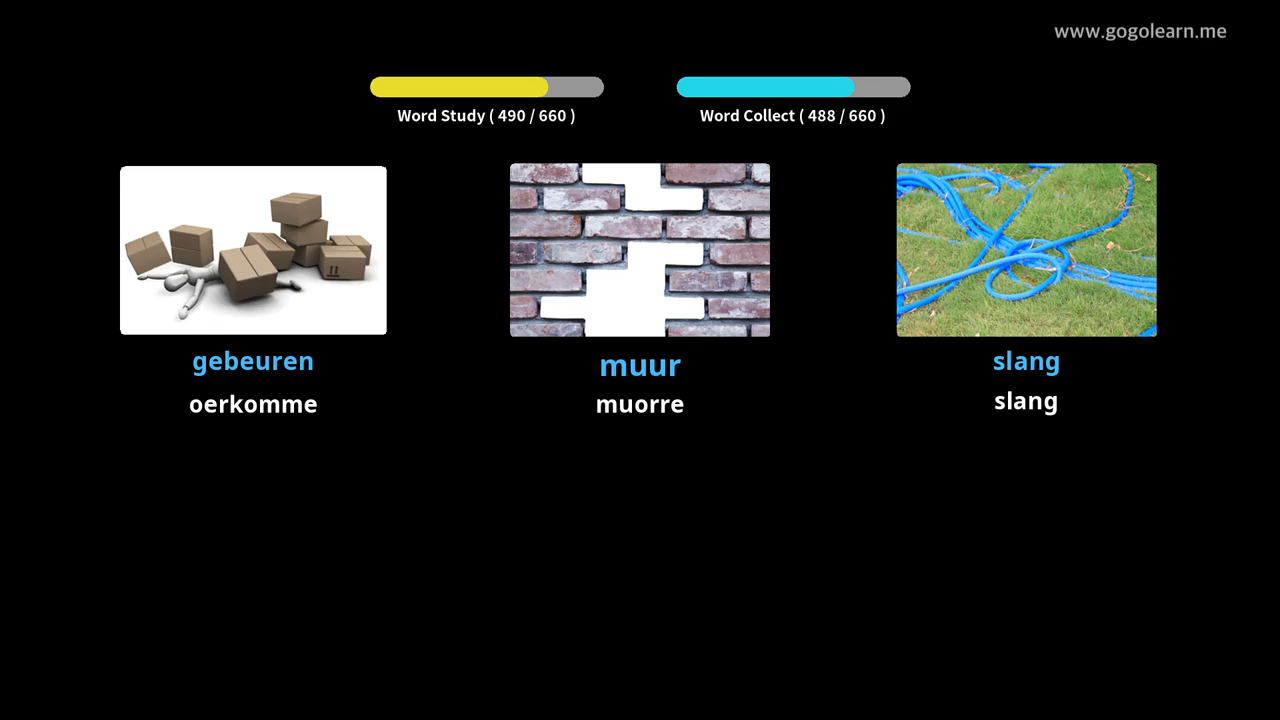 www.gogolearn.me
Word Study ( 490 / 660 )
Word Collect ( 488 / 660 )
gebeuren
muur
slang
oerkomme
muorre
slang